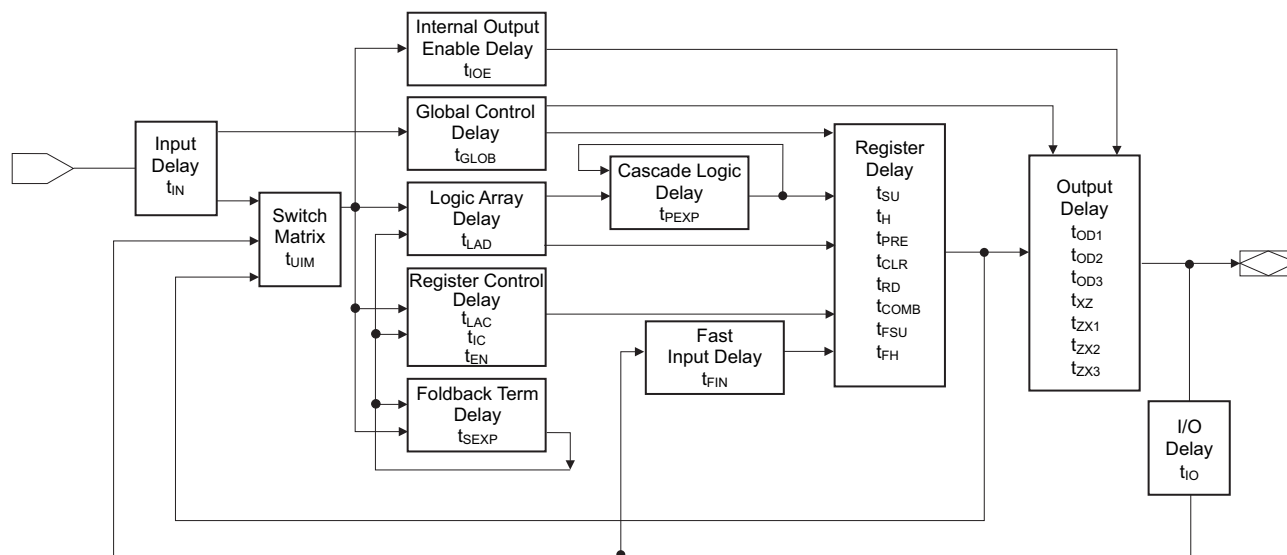 Input
Delay
tIN
Switch
Matrix
tUIM
Internal Output
Enable Delay
tIOE
Global Control
Delay
tGLOB
Logic Array
Delay
tLAD
Register Control
Delay
tLAC
tIC
tEN
Foldback Term
Delay
tSEXP
Cascade Logic
Delay
tPEXP
Fast
Input Delay
tFIN
Register
Delay
tSU
tH
tPRE
tCLR
tRD
tCOMB
tFSU
tFH
Output
Delay
tOD1
tOD2
tOD3
tXZ
tZX1
tZX2
tZX3
I/O
Delay
tIO